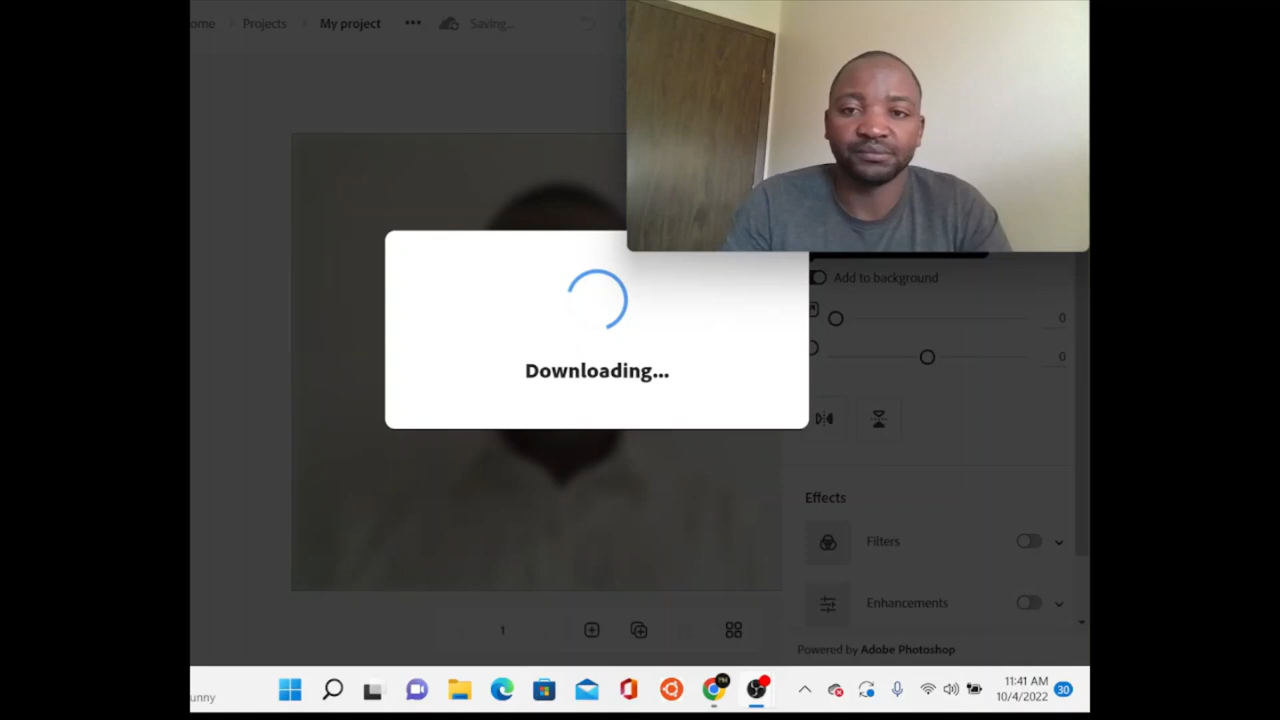 ome Projects My project ••• Saving...
Downloading...
Add to background
0
0
Effects
Filters
Enhancements
1
Powered by Adobe Photoshop
unny
PH
11:41 AM
10/4/2022
30